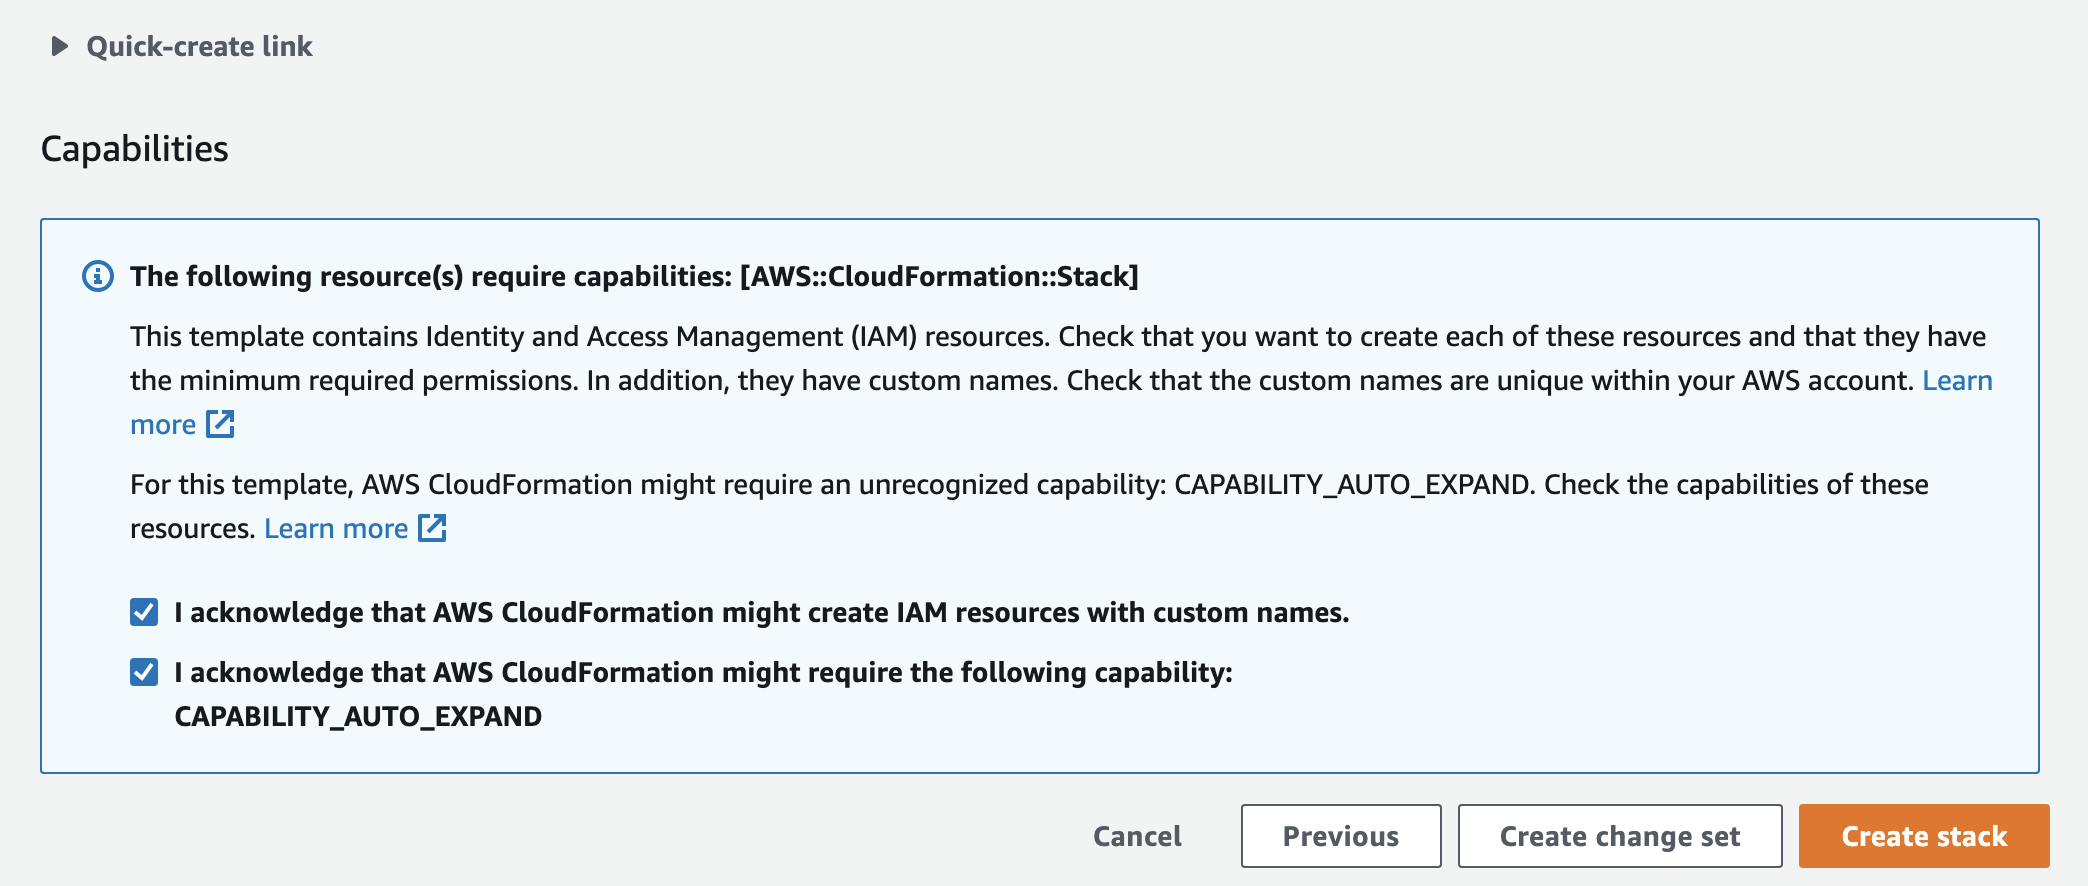 Quick-create link
Capabilities
The following resource(s) require capabilities: [AWS::CloudFormation::Stack]
This template contains Identity and Access Management (IAM) resources. Check that you want to create each of these resources and that they have
the minimum required permissions. In addition, they have custom names. Check that the custom names are unique within your AWS account. Learn
more
For this template, AWS CloudFormation might require an unrecognized capability: CAPABILITY_AUTO_EXPAND. Check the capabilities of these
resources. Learn more
I acknowledge that AWS CloudFormation might create IAM resources with custom names.
I acknowledge that AWS CloudFormation might require the following capability:
CAPABILITY_AUTO_EXPAND
Cancel Previous Create change set Create stack